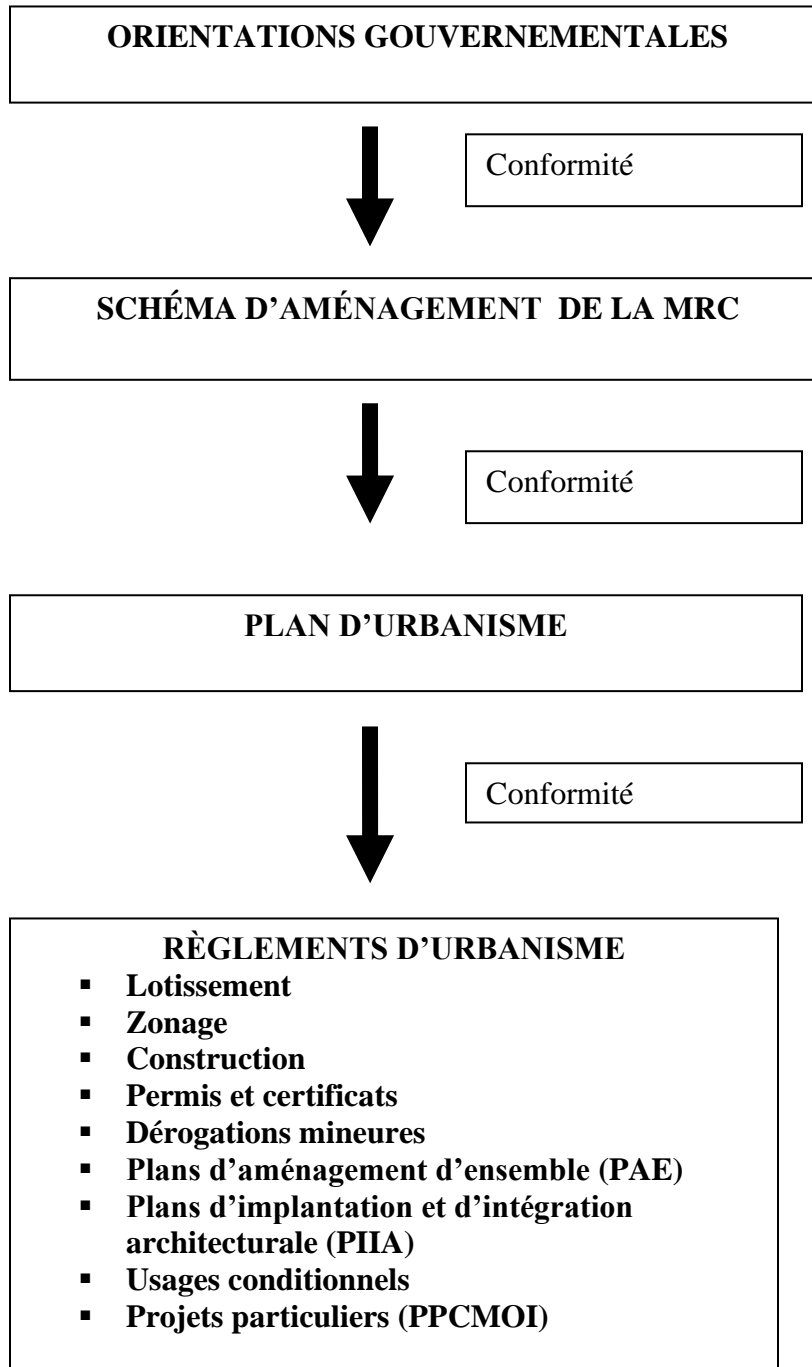 ORIENTATIONS GOUVERNEMENTALES
Conformité
SCHÉMA D’AMÉNAGEMENT DE LA MRC
Conformité
PLAN D’URBANISME
Conformité
RÈGLEMENTS D’URBANISME
▪ Lotissement
▪ Zonage
▪ Construction
▪ Permis et certificats
▪ Dérogations mineures
▪ Plans d’aménagement d’ensemble (PAE)
▪ Plans d’implantation et d’intégration
architecturale (PIIA)
▪ Usages conditionnels
▪ Projets particuliers (PPCMOI)